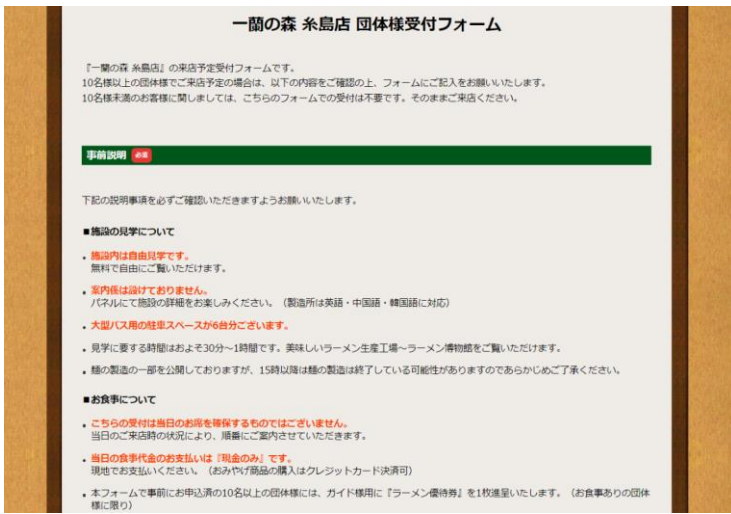 一蘭の森 糸島店 団体様受付フォーム
『一蘭の森 糸島店』の来店予定受付フォームです。
10名様以上の団体様でご来店予定の場合は、以下の内容をご確認の上、フォームにご記入をお願いいたします。
10名様未満のお客様に関しましては、こちらのフォームでの受付は不要です。そのままご来店ください。
事前説明 必須
下記の説明事項を必ずご確認いただきますようお願いいたします。
■施設の見学について
・施設内は自由見学です。
無料で自由にご覧いただけます。
・案内係は設けておりません。
パネルにて施設の詳細をお楽しみください。（製造所は英語・中国語・韓国語に対応）
・大型バス用の駐車スペースが6台分ございます。
・見学に要する時間はおよそ30分～1時間です。美味しいラーメン生産工場～ラーメン博物館をご覧いただけます。
・麺の製造の一部を公開しておりますが、15時以降は麺の製造は終了している可能性がありますのであらかじめご了承ください。
■お食事について
・こちらの受付は当日のお席を確保するものではございません。
当日のご来店時の状況により、順番にご案内させていただきます。
・当日の食事代金のお支払いは『現金のみ』です。
現地でお支払いください。（おみやげ商品の購入はクレジットカード決済可）
・本フォームで事前にお申込済の10名以上の団体様には、ガイド様用に『ラーメン優待券』を1枚進呈いたします。（お食事ありの団体
様に限り）